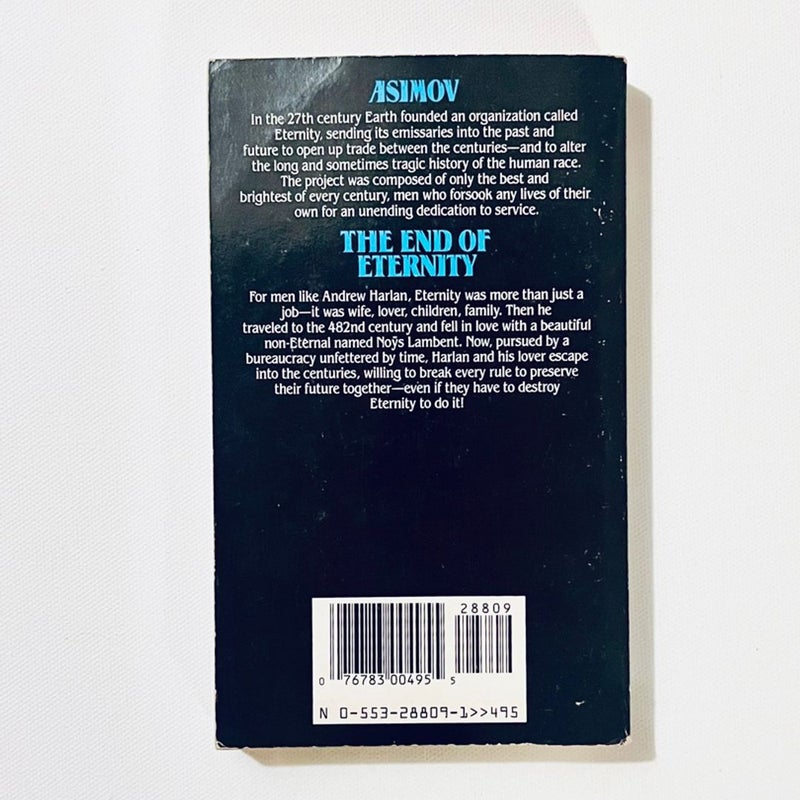 ASIMOV
In the 27th century Earth founded an organization called
Eternity, sending its emissaries into the past and
future to open up trade between the centuries—and to alter
the long and sometimes tragic history of the human race.
The project was composed of only the best and
brightest of every century, men who forsook any lives of their
own for an unending dedication to service.
THE END OF
ETERNITY
For men like Andrew Harlan, Eternity was more than just a
job—it was wife, lover, children, family. Then he
traveled to the 482nd century and fell in love with a beautiful
non-Eternal named Noÿs Lambent. Now, pursued by a
bureaucracy unfettered by time, Harlan and his lover escape
into the centuries, willing to break every rule to preserve
their future together—even if they have to destroy
Eternity to do it!
28809
0 76783 00495 5
N 0-553-28809-1>>495